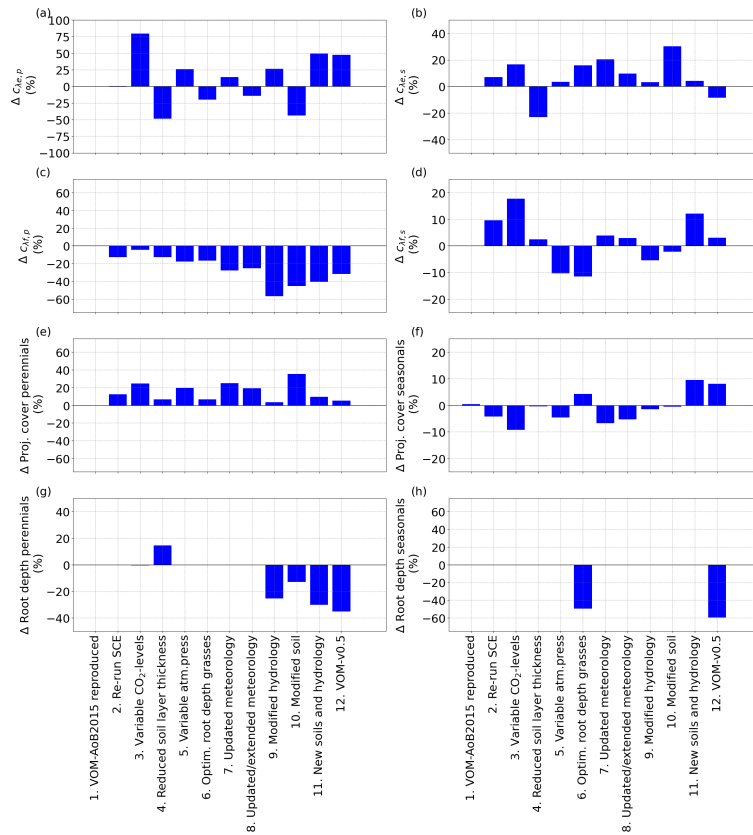 (a)
Δ cλe,p
(%)
100
75
50
25
0
−25
−50
−75
−100
(b)
Δ cλe,s
(%)
40
20
0
−20
−40
(c)
Δ cλf,p
(%)
60
40
20
0
−20
−40
−60
(d)
Δ cλf,s
(%)
20
10
0
−10
−20
(e)
Δ Proj. cover perennials
(%)
60
40
20
0
−20
−40
−60
(f)
Δ Proj. cover seasonals
(%)
20
10
0
−10
−20
(g)
Δ Root depth perennials
(%)
40
20
0
−20
−40
(h)
Δ Root depth seasonals
(%)
60
40
20
0
−20
−40
−60
1. VOM-AoB2015 reproduced
2. Re-run SCE
3. Variable CO₂-levels
4. Reduced soil layer thickness
5. Variable atm.press
6. Optim. root depth grasses
7. Updated meteorology
8. Updated/extended meteorology
9. Modified hydrology
10. Modified soil
11. New soils and hydrology
12. VOM-v0.5
1. VOM-AoB2015 reproduced
2. Re-run SCE
3. Variable CO₂-levels
4. Reduced soil layer thickness
5. Variable atm.press
6. Optim. root depth grasses
7. Updated meteorology
8. Updated/extended meteorology
9. Modified hydrology
10. Modified soil
11. New soils and hydrology
12. VOM-v0.5